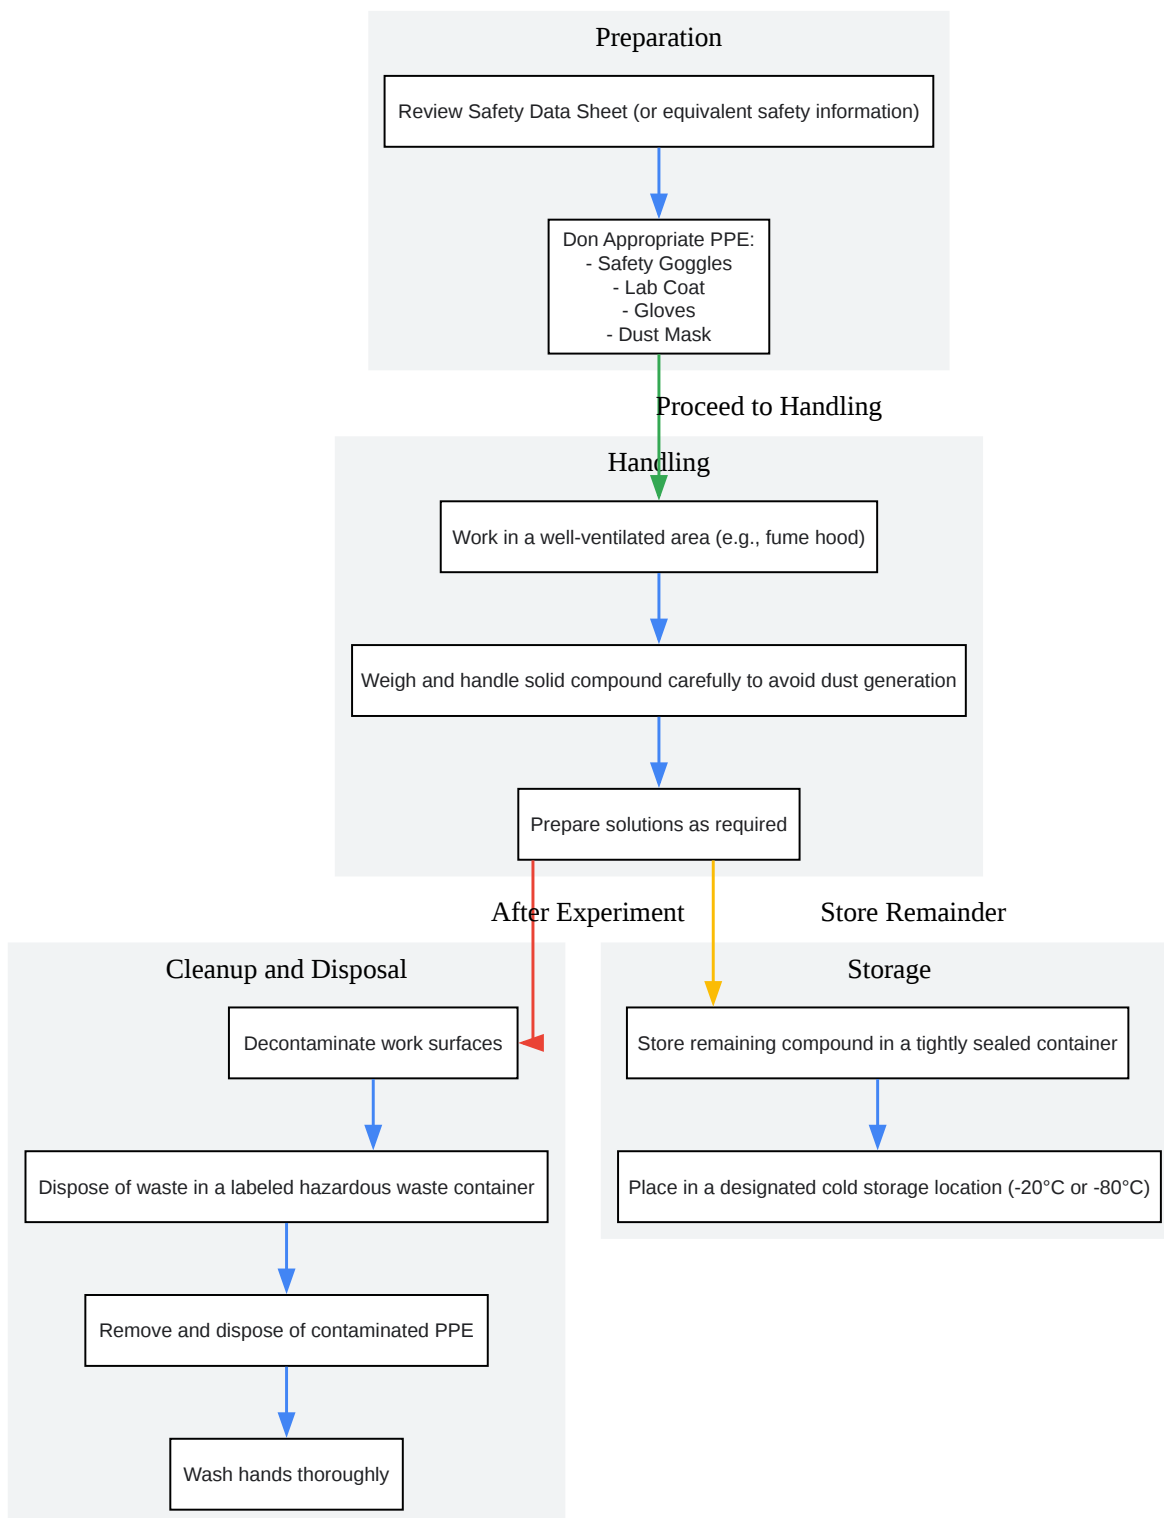 Preparation
Review Safety Data Sheet (or equivalent safety information)
Don Appropriate PPE:
- Safety Goggles
- Lab Coat
- Gloves
- Dust Mask
Proceed to Handling
Handling
Work in a well-ventilated area (e.g., fume hood)
Weigh and handle solid compound carefully to avoid dust generation
Prepare solutions as required
After Experiment
Store Remainder
Cleanup and Disposal
Decontaminate work surfaces
Dispose of waste in a labeled hazardous waste container
Remove and dispose of contaminated PPE
Wash hands thoroughly
Storage
Store remaining compound in a tightly sealed container
Place in a designated cold storage location (-20°C or -80°C)